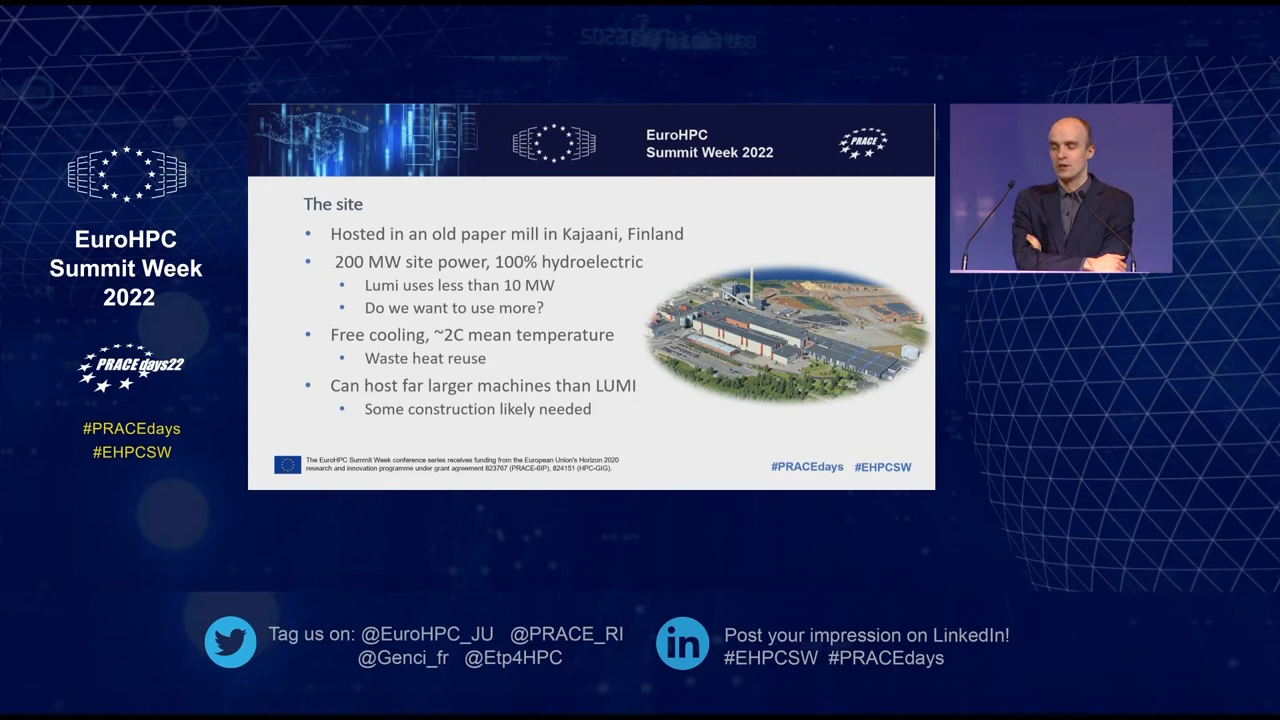 EuroHPC
Summit Week
2022
PRACEdays22
#PRACEdays
#EHPCSW
EuroHPC
Summit Week 2022
PRACE
The site
• Hosted in an old paper mill in Kajaani, Finland
• 200 MW site power, 100% hydroelectric
• Lumi uses less than 10 MW
• Do we want to use more?
• Free cooling, ~2C mean temperature
• Waste heat reuse
• Can host far larger machines than LUMI
• Some construction likely needed
The EuroHPC Summit Week conference series receives funding from the European Union's Horizon 2020
research and innovation programme under grant agreement 823767 (PRACE-6IP), 824151 (HPC-GIG).
#PRACEdays #EHPCSW
Tag us on: @EuroHPC_JU @PRACE_RI
@Genci_fr @Etp4HPC
in
Post your impression on LinkedIn!
#EHPCSW #PRACEdays